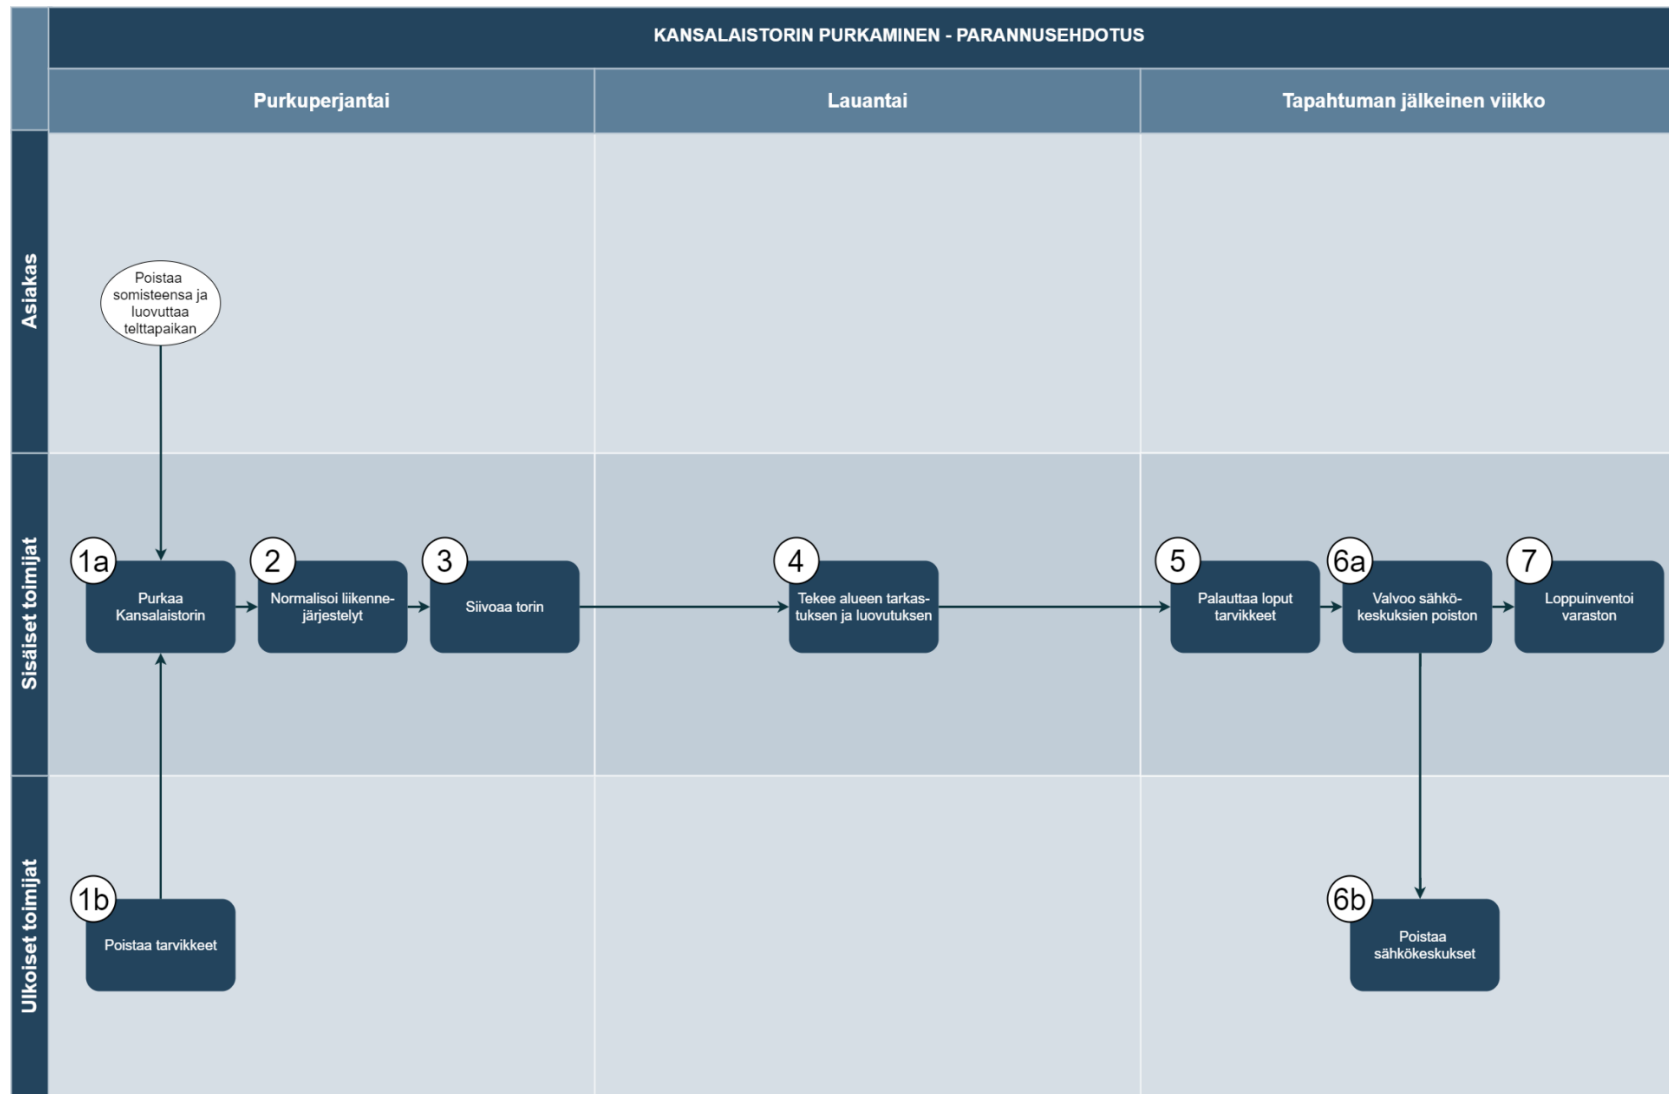 KANSALAISTORIN PURKAMINEN - PARANNUSEHDOTUS
Purkuperjantai
Lauantai
Tapahtuman jälkeinen viikko
Asiakas
Poistaa
somisteensa ja
luovuttaa
telttapaikan
Sisäiset toimijat
1a
Purkaa
Kansalaistorin
2
Normalisoi liikenne-
järjestelyt
3
Siivoaa torin
4
Tekee alueen tarkas-
tuksen ja luovutuksen
5
Palauttaa loput
tarvikkeet
6a
Valvoo sähkö-
keskuksien poiston
7
Loppuinventoi
varaston
Ulkoiset toimijat
1b
Poistaa tarvikkeet
6b
Poistaa
sähkökeskukset